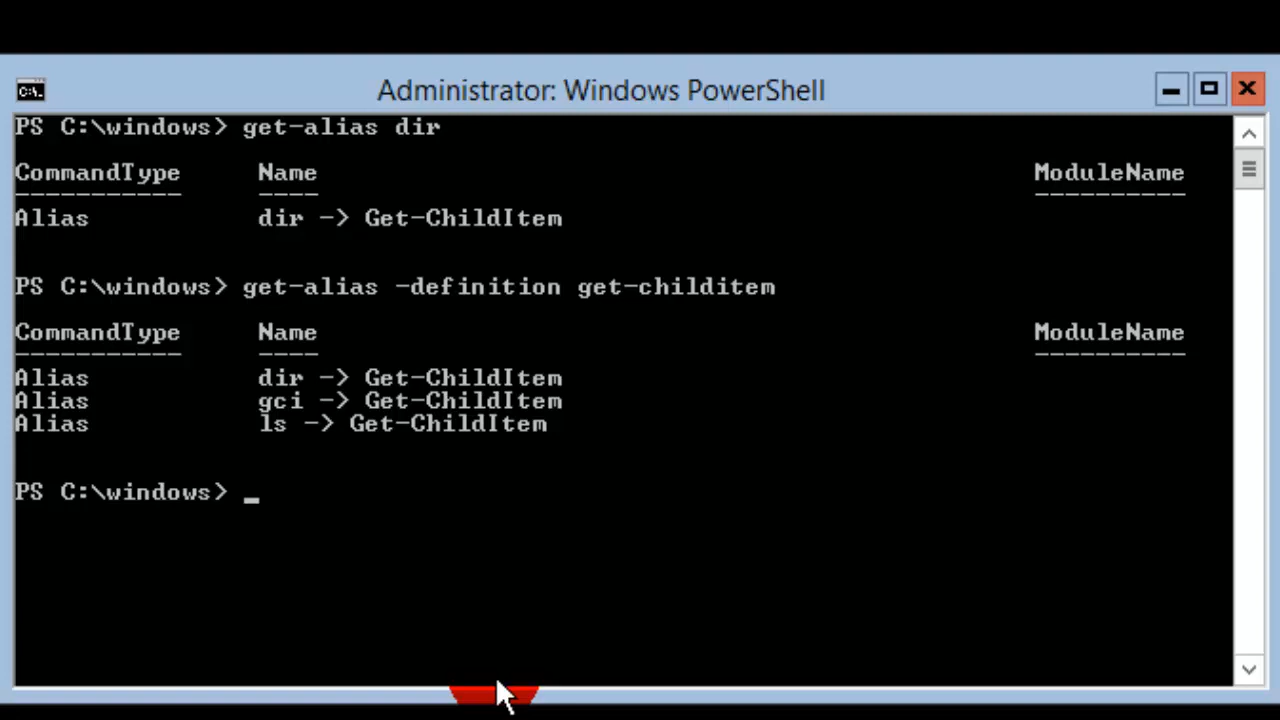 Administrator: Windows PowerShell
PS C:\windows> get-alias dir
CommandType Name ModuleName
----------- ---- ----------
Alias dir -> Get-ChildItem
PS C:\windows> get-alias -definition get-childitem
CommandType Name ModuleName
----------- ---- ----------
Alias dir -> Get-ChildItem
Alias gci -> Get-ChildItem
Alias ls -> Get-ChildItem
PS C:\windows> _